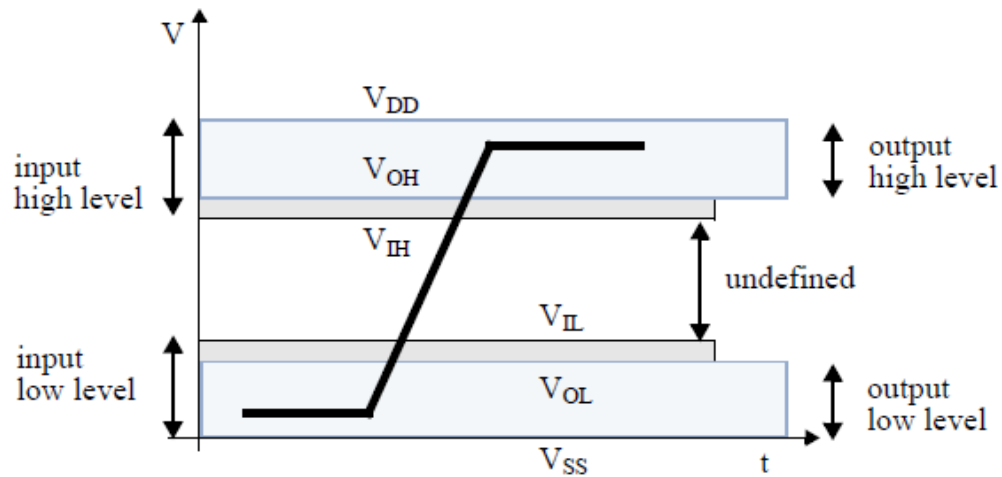 V
V_DD
input
high level
V_OH
output
high level
V_IH
undefined
V_IL
input
low level
V_OL
output
low level
V_SS
t